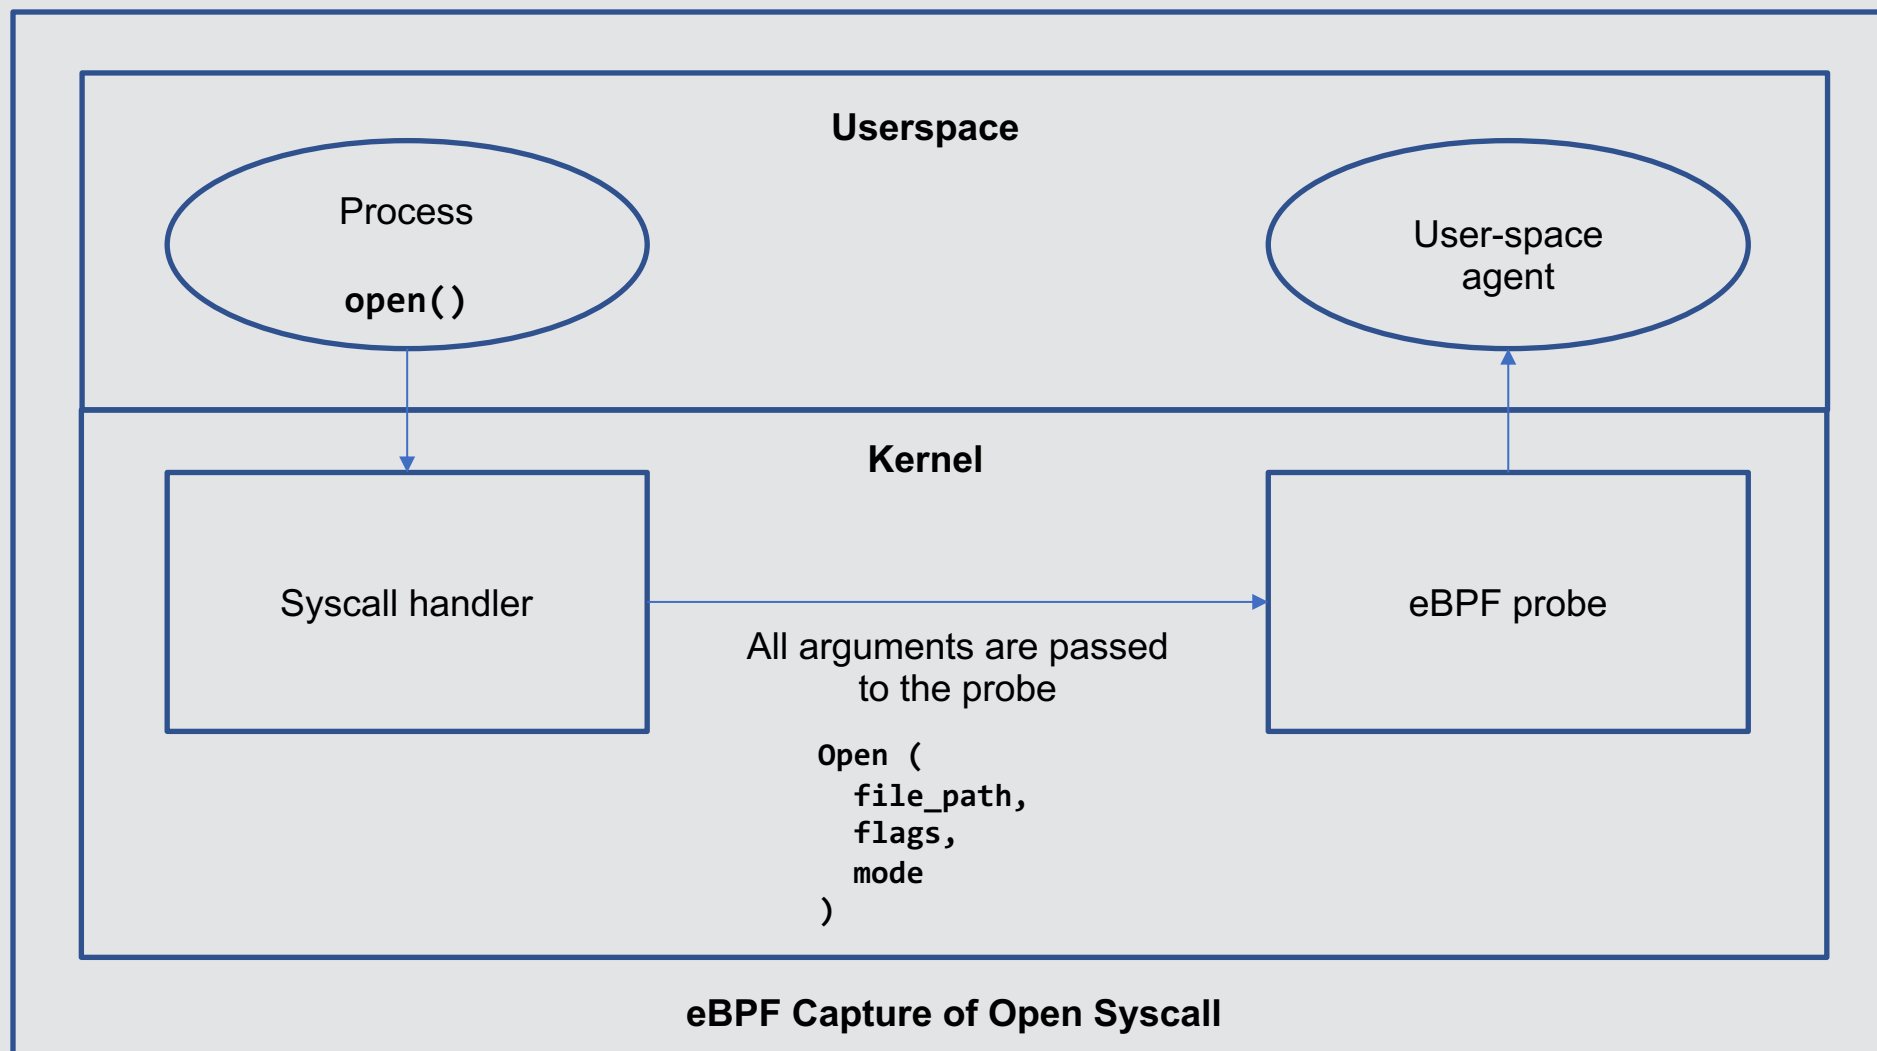 Userspace
Process
open()
User-space
agent
Kernel
Syscall handler
eBPF probe
All arguments are passed
to the probe
Open (
  file_path,
  flags,
  mode
)
eBPF Capture of Open Syscall